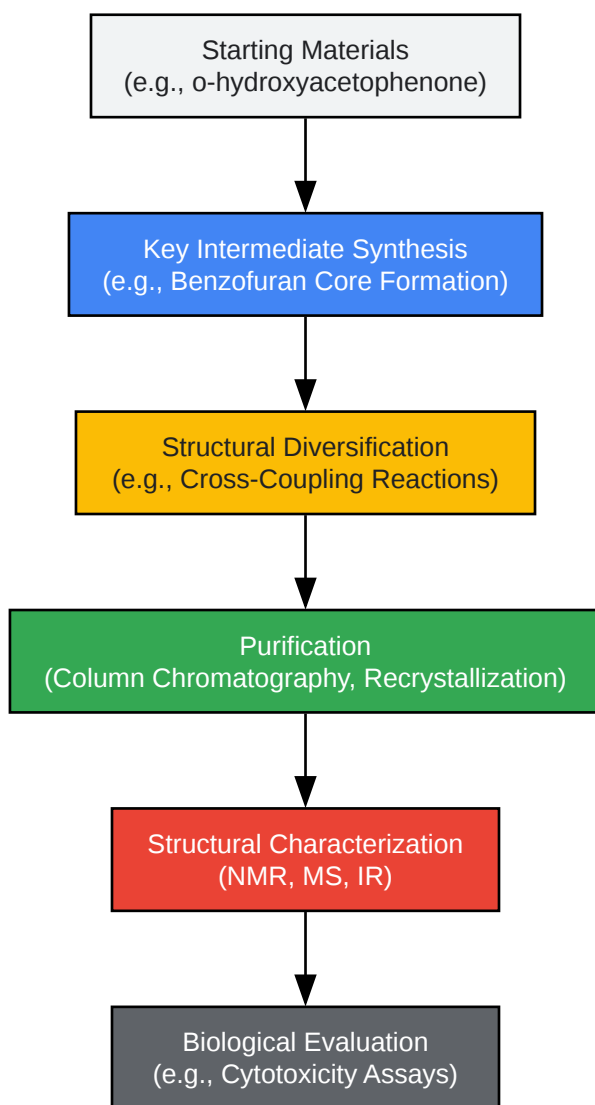 Starting Materials
(e.g., o-hydroxyacetophenone)
Key Intermediate Synthesis
(e.g., Benzofuran Core Formation)
Structural Diversification
(e.g., Cross-Coupling Reactions)
Purification
(Column Chromatography, Recrystallization)
Structural Characterization
(NMR, MS, IR)
Biological Evaluation
(e.g., Cytotoxicity Assays)